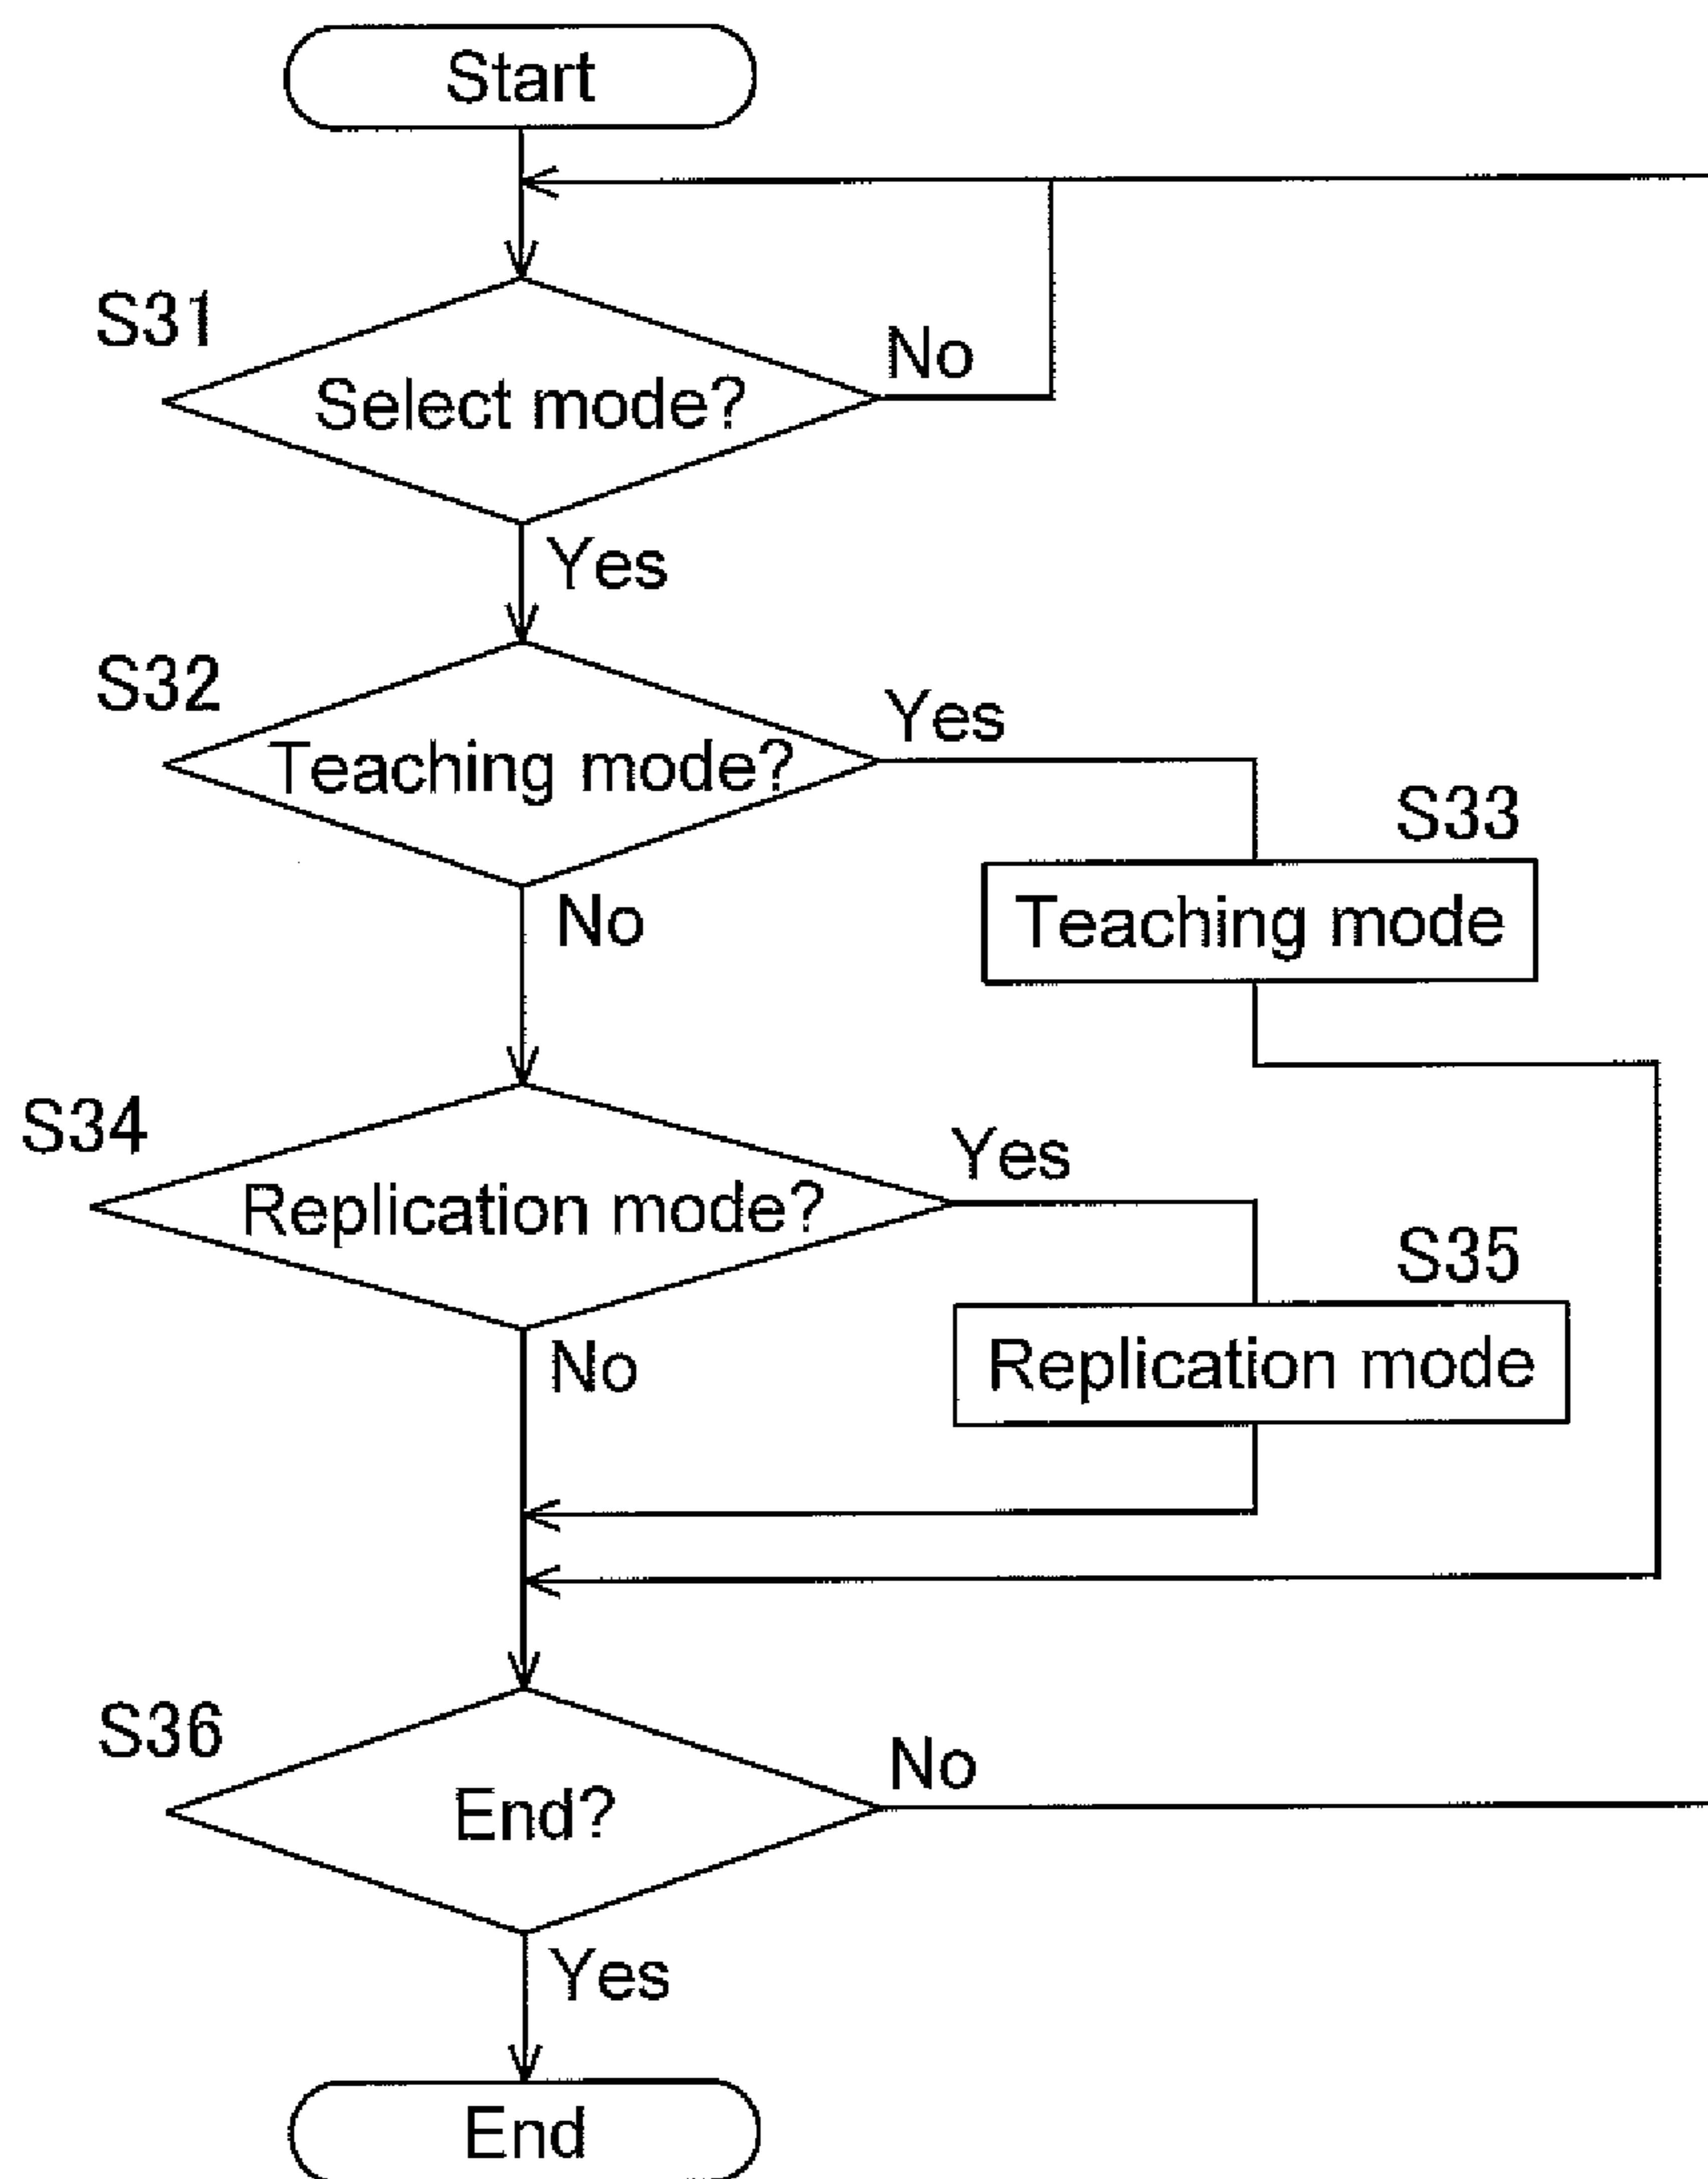 Start
S31
Select mode?
No
Yes
S32
Teaching mode?
Yes
No
S33
Teaching mode
S34
Replication mode?
Yes
No
S35
Replication mode
S36
End?
No
Yes
End